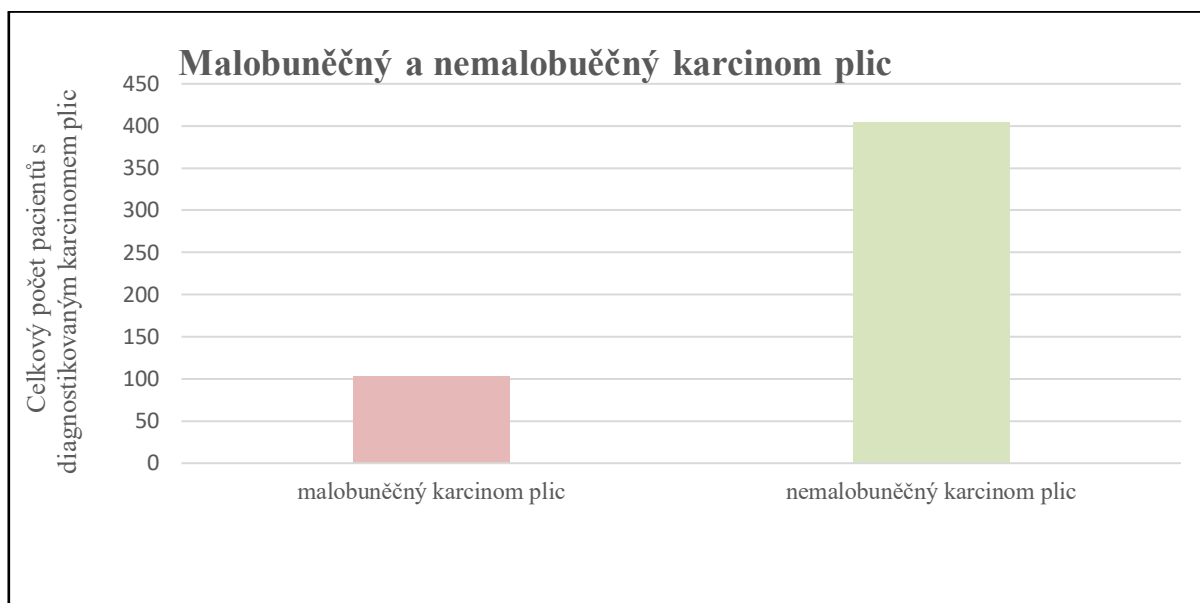 Malobuněčný a nemalobuěčný karcinom plic
Celkový počet pacientů s
diagnostikovaným karcinomem plic
450
400
350
300
250
200
150
100
50
0
malobuněčný karcinom plic
nemalobuněčný karcinom plic